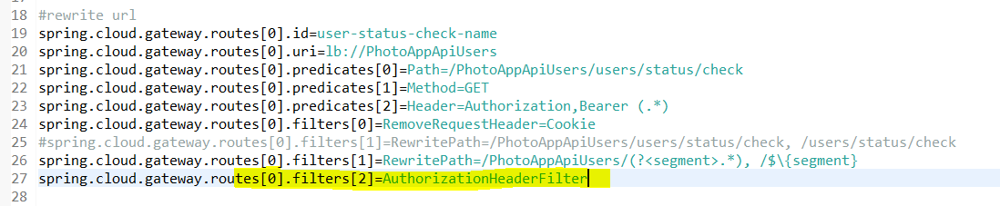 18 #rewrite url
19 spring.cloud.gateway.routes[0].id=user-status-check-name
20 spring.cloud.gateway.routes[0].uri=lb://PhotoAppApiUsers
21 spring.cloud.gateway.routes[0].predicates[0]=Path=/PhotoAppApiUsers/users/status/check
22 spring.cloud.gateway.routes[0].predicates[1]=Method=GET
23 spring.cloud.gateway.routes[0].predicates[2]=Header=Authorization,Bearer (.*)
24 spring.cloud.gateway.routes[0].filters[0]=RemoveRequestHeader=Cookie
25 #spring.cloud.gateway.routes[0].filters[1]=RewritePath=/PhotoAppApiUsers/users/status/check, /users/status/check
26 spring.cloud.gateway.routes[0].filters[1]=RewritePath=/PhotoAppApiUsers/(?<segment>.*), /$\{segment}
27 spring.cloud.gateway.routes[0].filters[2]=AuthorizationHeaderFilter
28